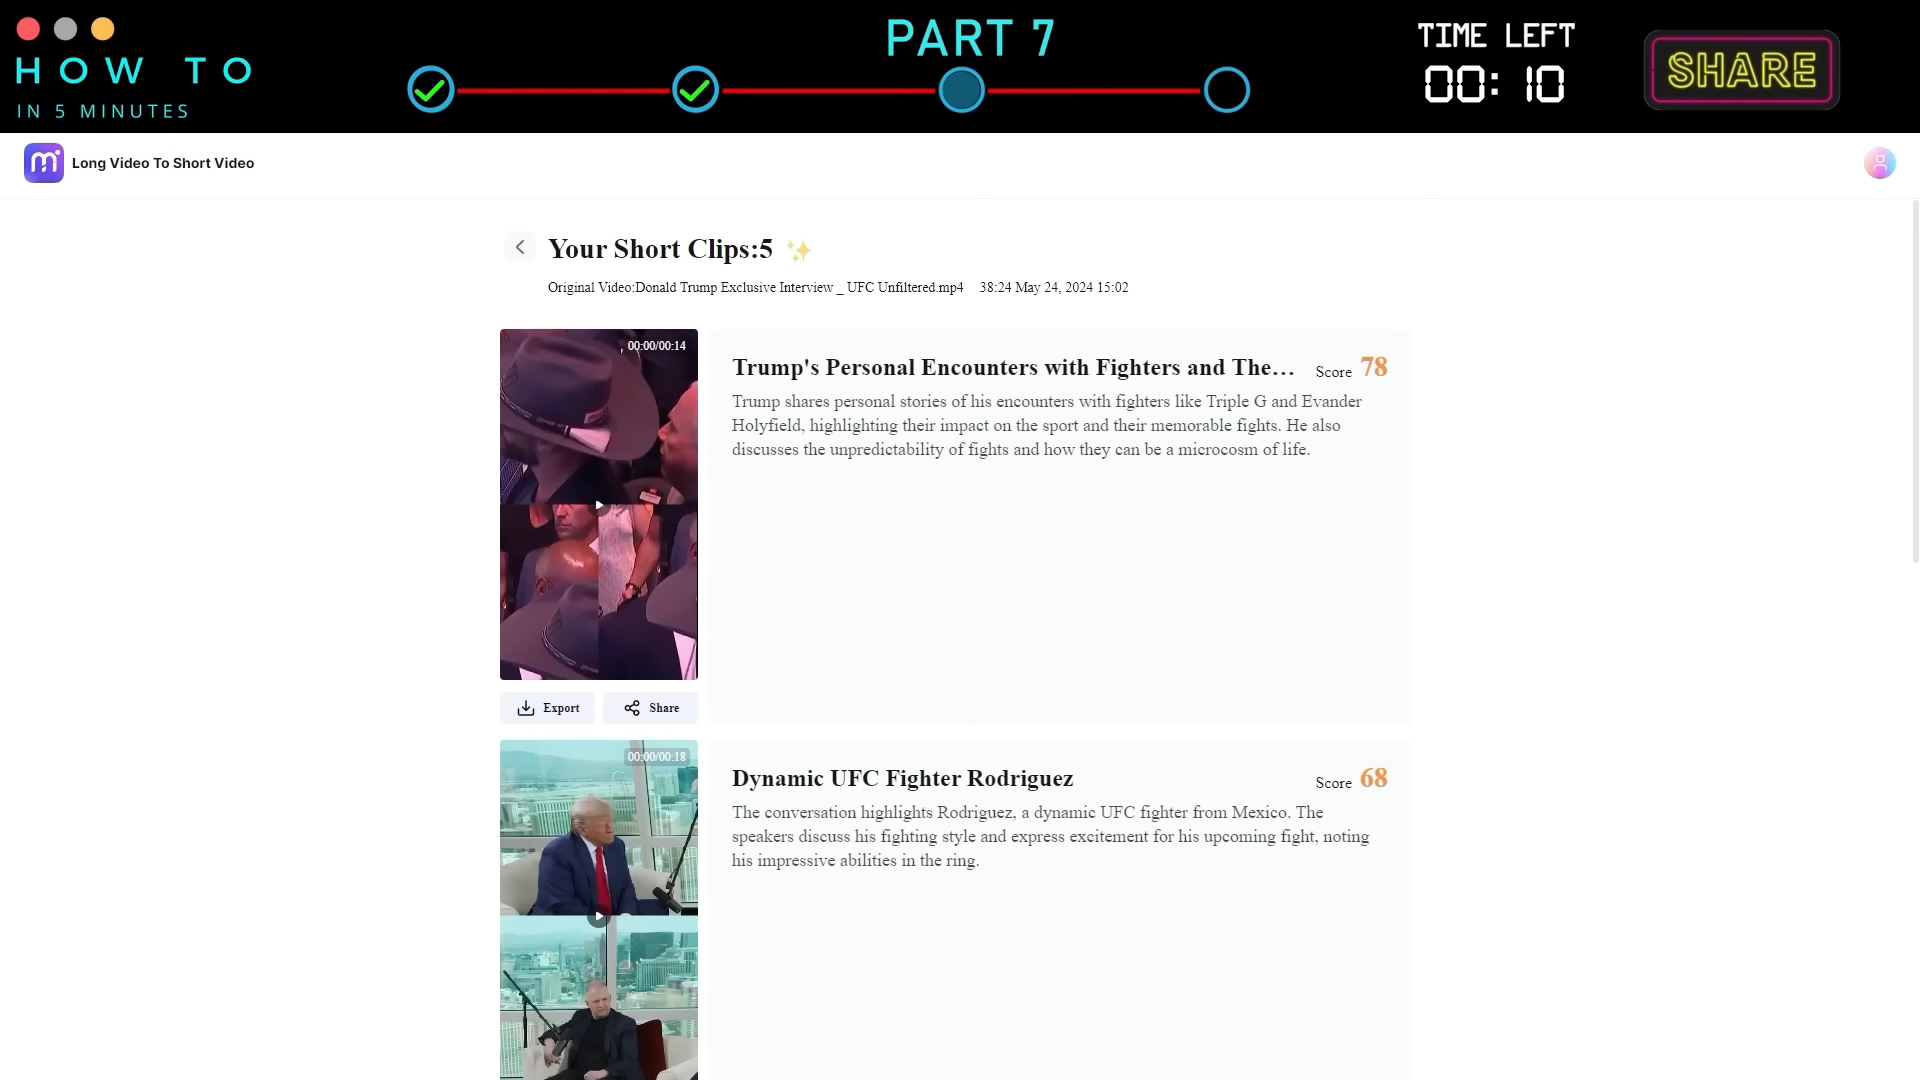 PART 7
TIME LEFT
HOW TO
00:10
SHARE
IN 5 MINUTES
m
Long Video To Short Video
Your Short Clips:5
Original Video:Donald Trump Exclusive Interview _ UFC Unfiltered.mp4 38:24 May 24, 2024 15:02
00:00/00:14
Trump's Personal Encounters with Fighters and The... Score 78
Trump shares personal stories of his encounters with fighters like Triple G and Evander
Holyfield, highlighting their impact on the sport and their memorable fights. He also
discusses the unpredictability of fights and how they can be a microcosm of life.
Export Share
00:00/00:18
Dynamic UFC Fighter Rodriguez Score 68
The conversation highlights Rodriguez, a dynamic UFC fighter from Mexico. The
speakers discuss his fighting style and express excitement for his upcoming fight, noting
his impressive abilities in the ring.